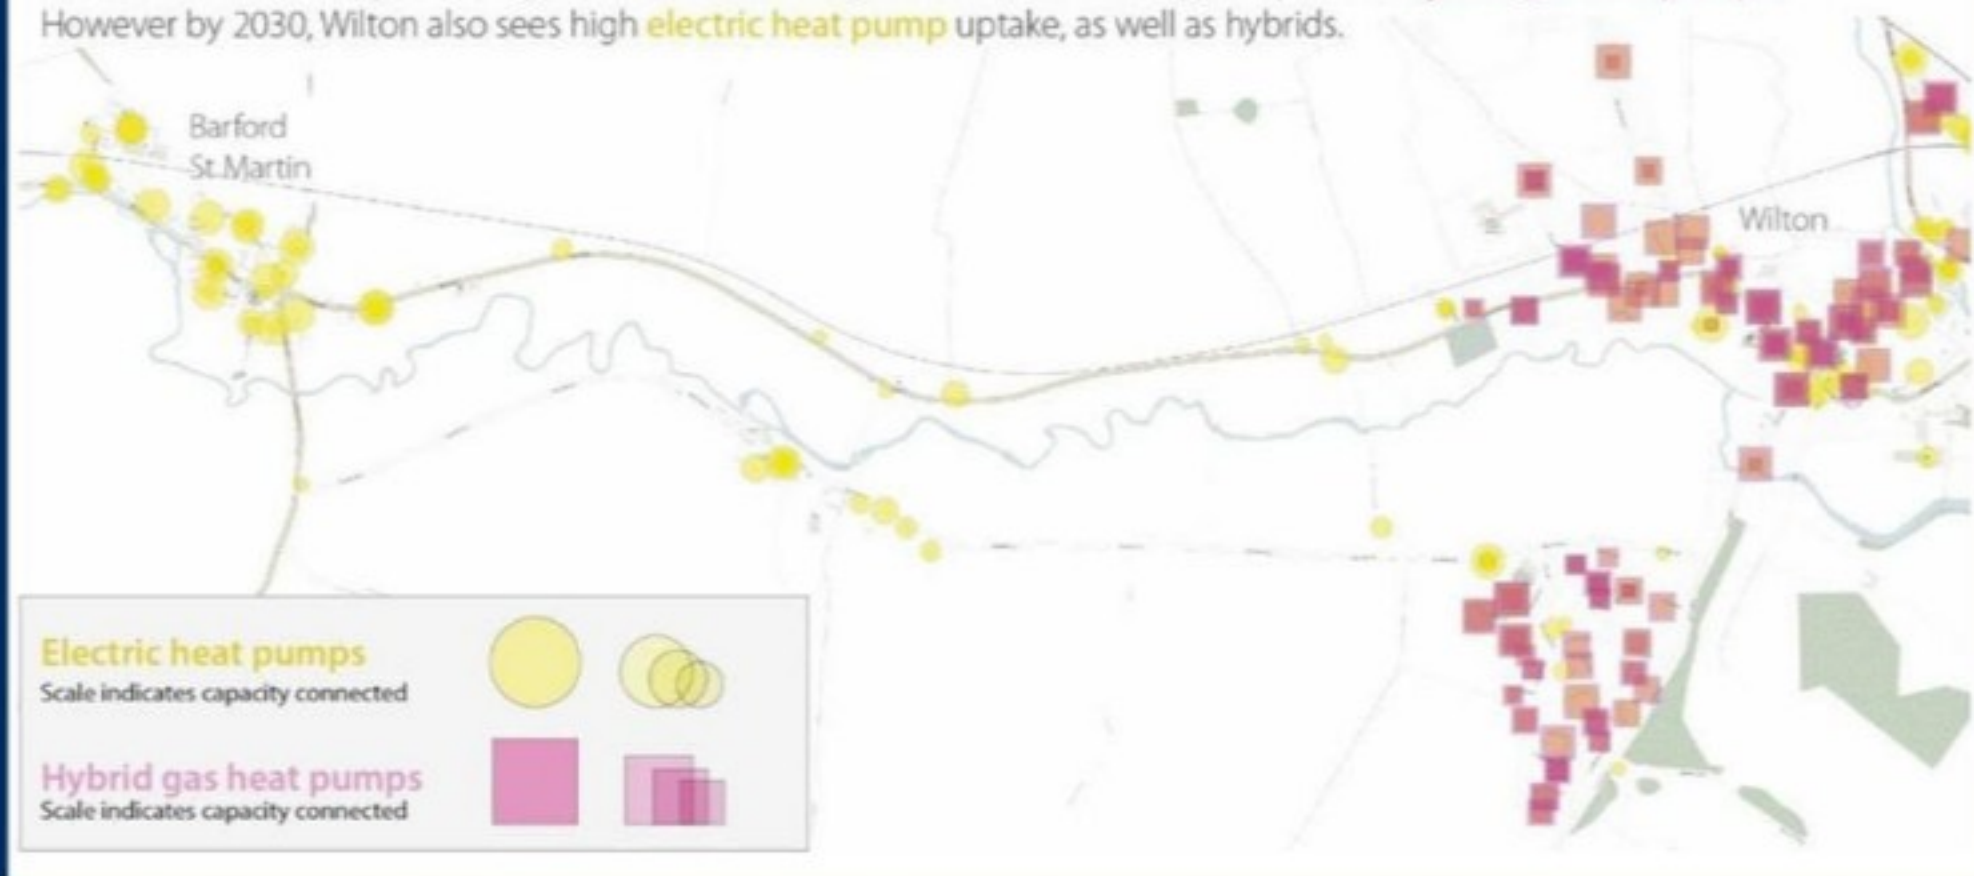 However by 2030, Wilton also sees high electric heat pump uptake, as well as hybrids.
Barford
St.Martin
Wilton
Electric heat pumps
Scale indicates capacity connected
Hybrid gas heat pumps
Scale indicates capacity connected